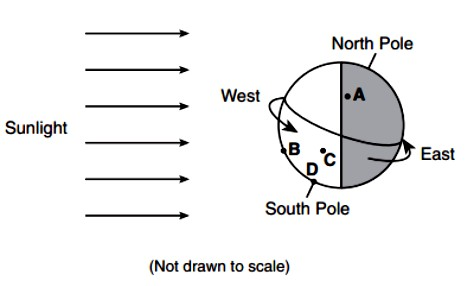 North Pole
West
A
Sunlight
B
C
D
East
South Pole
(Not drawn to scale)